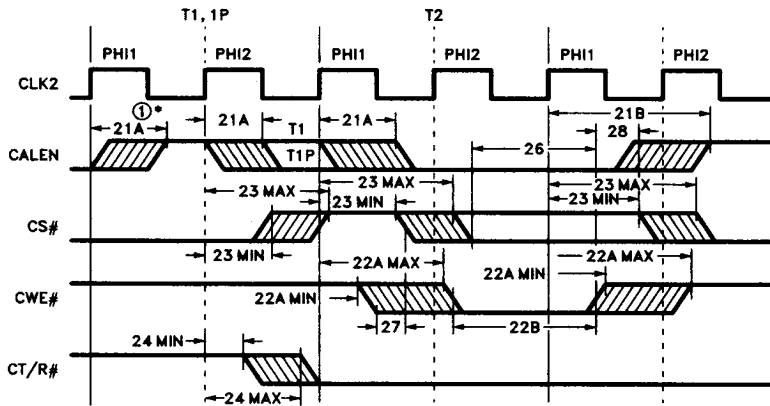 T1, 1P T2
PHI1 PHI2 PHI1 PHI2 PHI1 PHI2
CLK2
①* 21B
21A 21A T1 21A 28
CALEN T1P 26
23 MAX 23 MAX 23 MAX
23 MIN 23 MIN
CS#
23 MIN 22A MAX 22A MIN 22A MAX
CWE# 22A MIN
27 22B
24 MIN
CT/R#
24 MAX